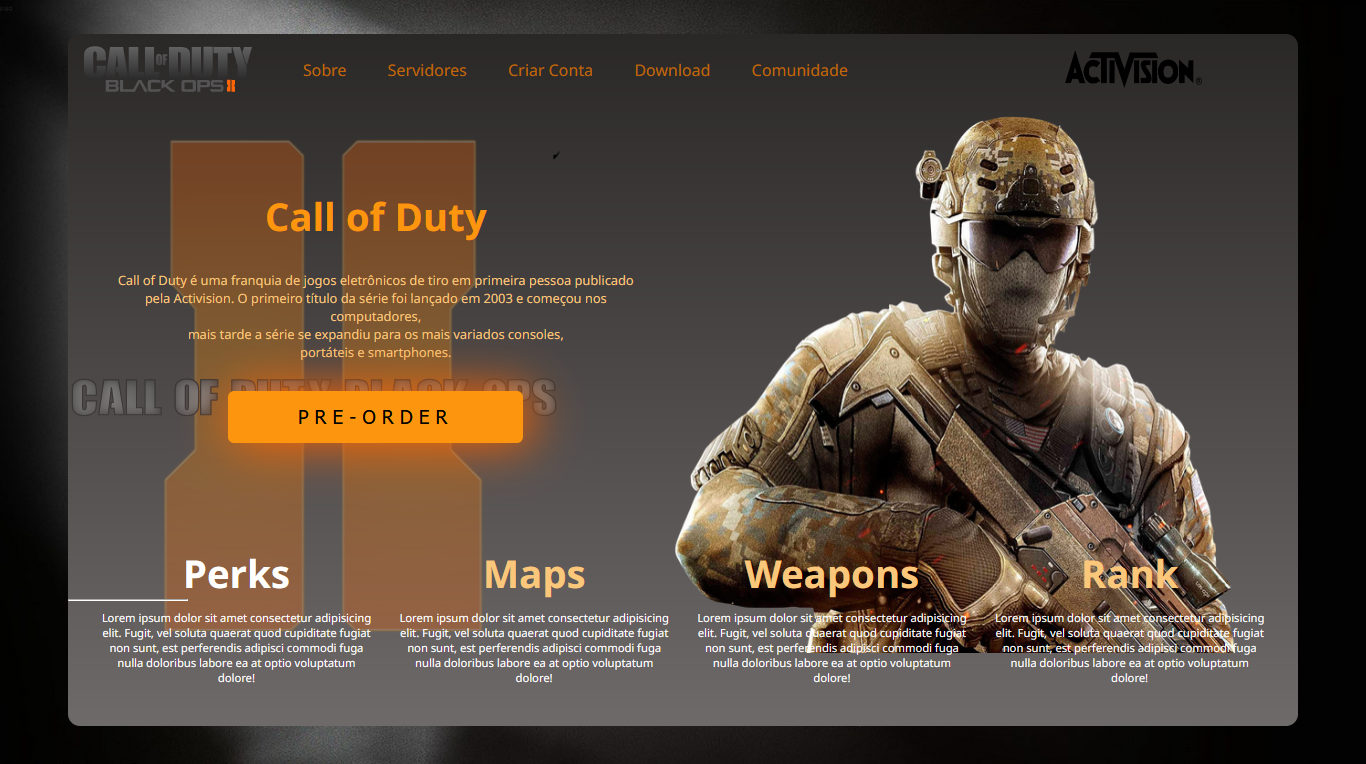 CALL OF DUTY
BLACK OPS II
Sobre Servidores Criar Conta Download Comunidade
ACTIVISION®
Call of Duty
Call of Duty é uma franquia de jogos eletrônicos de tiro em primeira pessoa publicado
pela Activision. O primeiro título da série foi lançado em 2003 e começou nos
computadores,
mais tarde a série se expandiu para os mais variados consoles,
portáteis e smartphones.
CALL OF DUTY BLACK OPS
PRE-ORDER
Perks
Lorem ipsum dolor sit amet consectetur adipisicing
elit. Fugit, vel soluta quaerat quod cupiditate fugiat
non sunt, est perferendis adipisci commodi fuga
nulla doloribus labore ea at optio voluptatum
dolore!
Maps
Lorem ipsum dolor sit amet consectetur adipisicing
elit. Fugit, vel soluta quaerat quod cupiditate fugiat
non sunt, est perferendis adipisci commodi fuga
nulla doloribus labore ea at optio voluptatum
dolore!
Weapons
Lorem ipsum dolor sit amet consectetur adipisicing
elit. Fugit, vel soluta quaerat quod cupiditate fugiat
non sunt, est perferendis adipisci commodi fuga
nulla doloribus labore ea at optio voluptatum
dolore!
Rank
Lorem ipsum dolor sit amet consectetur adipisicing
elit. Fugit, vel soluta quaerat quod cupiditate fugiat
non sunt, est perferendis adipisci commodi fuga
nulla doloribus labore ea at optio voluptatum
dolore!